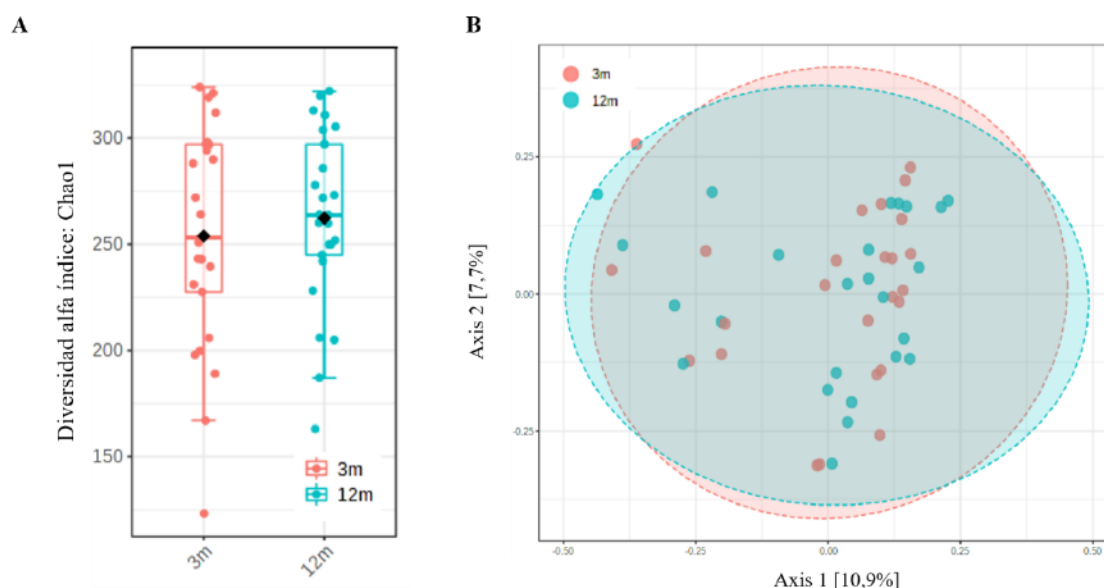 A
Diversidad alfa índice: Chao1
300
250
200
150
3m
12m
3m
12m
B
3m
12m
Axis 2 [7,7%]
0.25
0.00
-0.25
-0.50
-0.25
0.00
0.25
0.50
Axis 1 [10,9%]